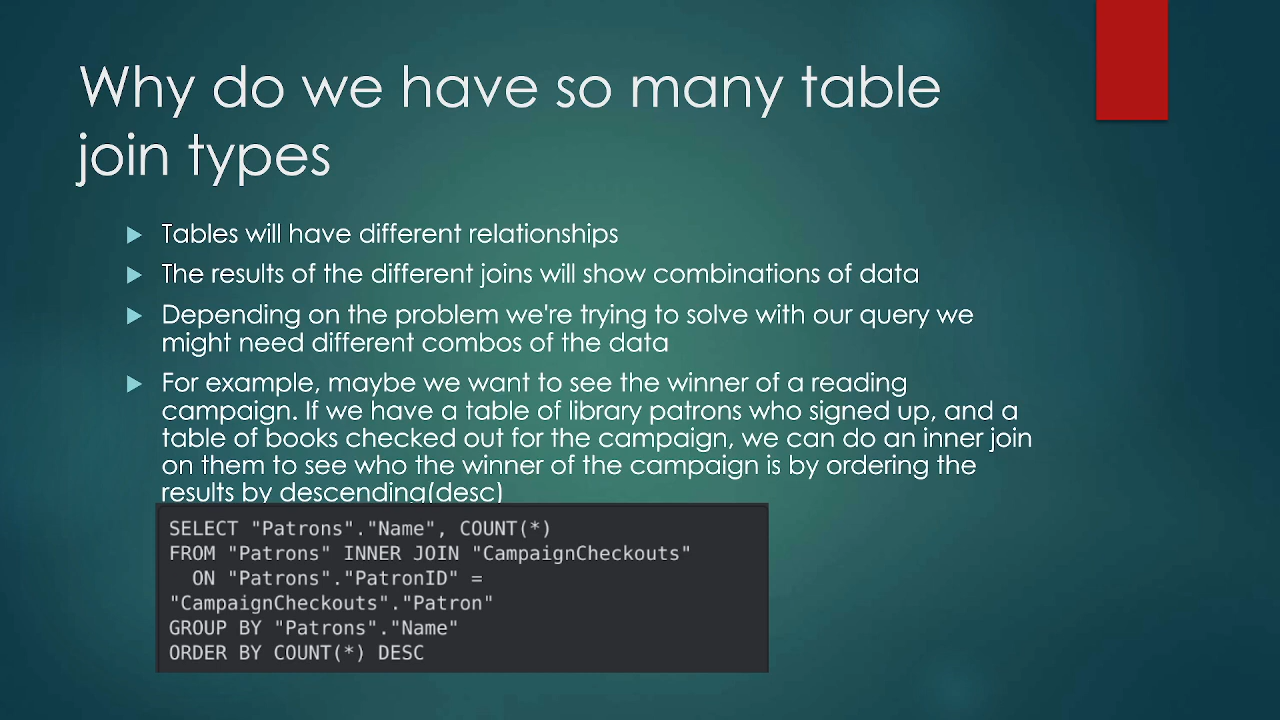 Why do we have so many table
join types
Tables will have different relationships
The results of the different joins will show combinations of data
Depending on the problem we're trying to solve with our query we
might need different combos of the data
For example, maybe we want to see the winner of a reading
campaign. If we have a table of library patrons who signed up, and a
table of books checked out for the campaign, we can do an inner join
on them to see who the winner of the campaign is by ordering the
results by descending(desc)
SELECT "Patrons"."Name", COUNT(*)
FROM "Patrons" INNER JOIN "CampaignCheckouts"
  ON "Patrons"."PatronID" =
"CampaignCheckouts"."Patron"
GROUP BY "Patrons"."Name"
ORDER BY COUNT(*) DESC